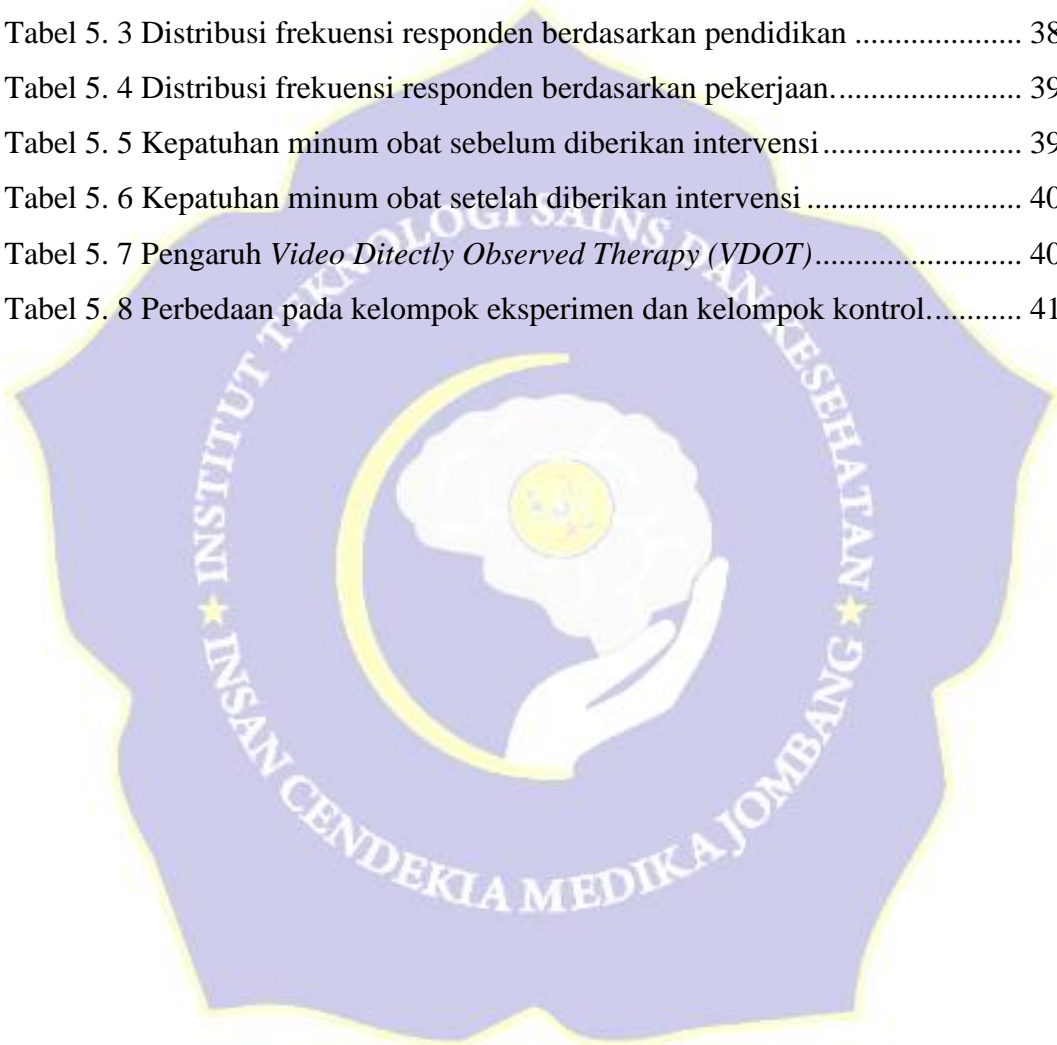 Tabel 5. 3 Distribusi frekuensi responden berdasarkan pendidikan .................... 38
Tabel 5. 4 Distribusi frekuensi responden berdasarkan pekerjaan....................... 39
Tabel 5. 5 Kepatuhan minum obat sebelum diberikan intervensi........................ 39
Tabel 5. 6 Kepatuhan minum obat setelah diberikan intervensi .......................... 40
Tabel 5. 7 Pengaruh Video Ditectly Observed Therapy (VDOT)......................... 40
Tabel 5. 8 Perbedaan pada kelompok eksperimen dan kelompok kontrol............ 41
INSTITUT TEKNOLOGI SAINS DAN KESEHATAN
INSAN CENDEKIA MEDIKA JOMBANG